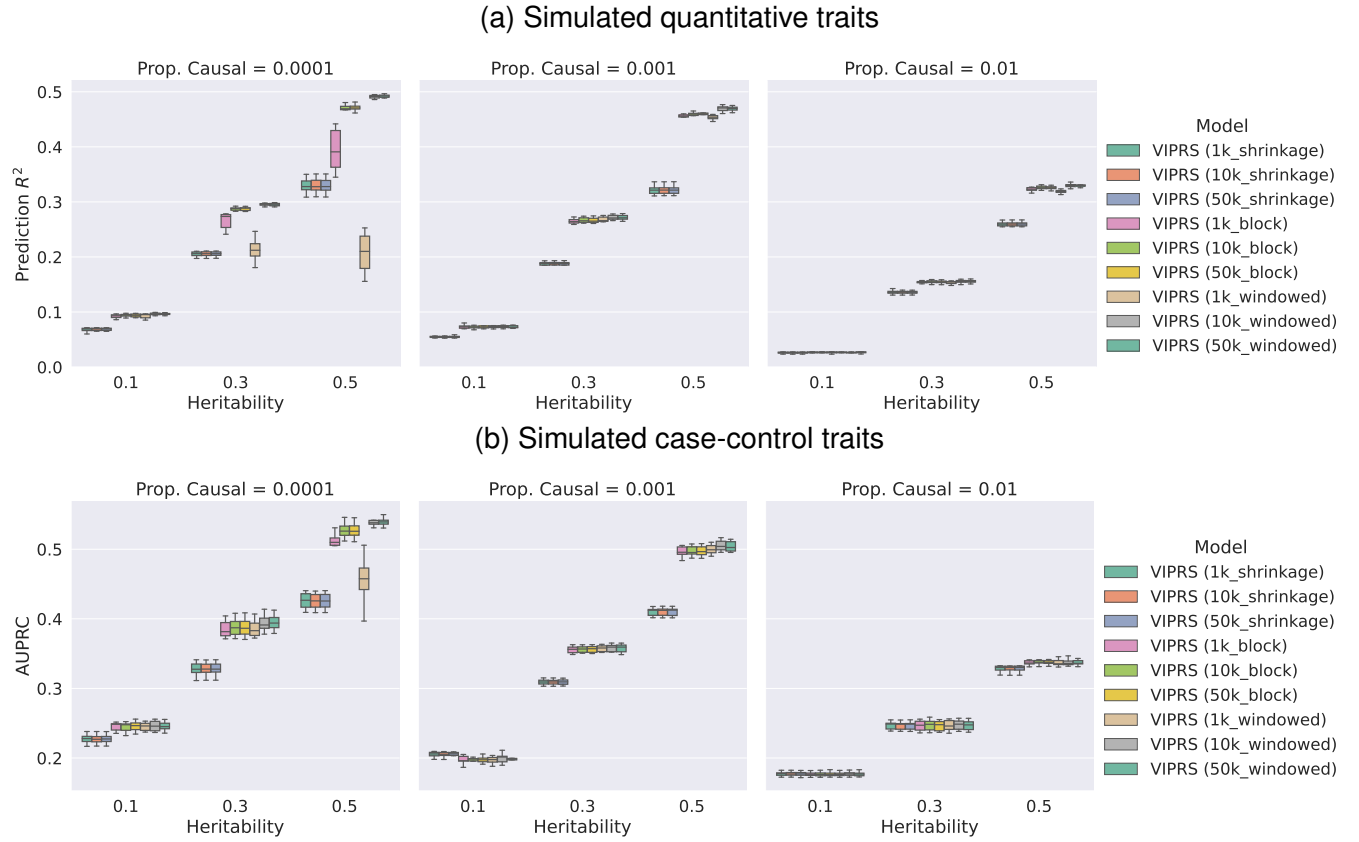 (a) Simulated quantitative traits
Prop. Causal = 0.0001
Prop. Causal = 0.001
Prop. Causal = 0.01
Prediction R²
0.5
0.4
0.3
0.2
0.1
0.0
0.1 0.3 0.5
Heritability
0.1 0.3 0.5
Heritability
0.1 0.3 0.5
Heritability
Model
VIPRS (1k_shrinkage)
VIPRS (10k_shrinkage)
VIPRS (50k_shrinkage)
VIPRS (1k_block)
VIPRS (10k_block)
VIPRS (50k_block)
VIPRS (1k_windowed)
VIPRS (10k_windowed)
VIPRS (50k_windowed)
(b) Simulated case-control traits
Prop. Causal = 0.0001
Prop. Causal = 0.001
Prop. Causal = 0.01
AUPRC
0.5
0.4
0.3
0.2
0.1 0.3 0.5
Heritability
0.1 0.3 0.5
Heritability
0.1 0.3 0.5
Heritability
Model
VIPRS (1k_shrinkage)
VIPRS (10k_shrinkage)
VIPRS (50k_shrinkage)
VIPRS (1k_block)
VIPRS (10k_block)
VIPRS (50k_block)
VIPRS (1k_windowed)
VIPRS (10k_windowed)
VIPRS (50k_windowed)